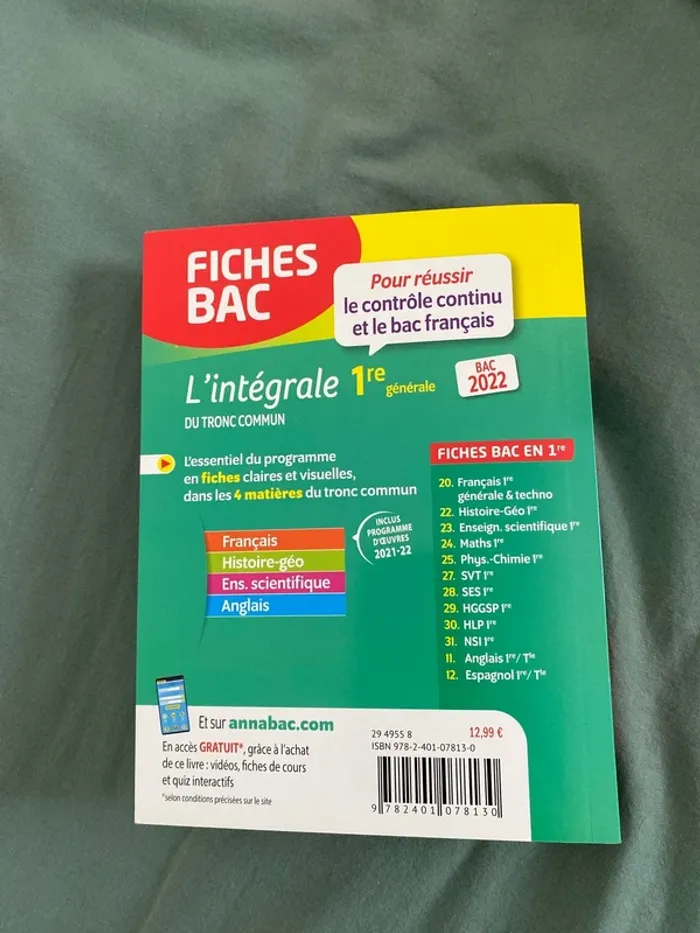 FICHES
BAC
Pour réussir
le contrôle continu
et le bac français
L'intégrale 1re générale
DU TRONC COMMUN
BAC
2022
L'essentiel du programme
en fiches claires et visuelles,
dans les 4 matières du tronc commun
INCLUS
PROGRAMME
D'ŒUVRES
2021-22
Français
Histoire-géo
Ens. scientifique
Anglais
FICHES BAC EN 1re
20. Français 1re
générale & techno
22. Histoire-Géo 1re
23. Enseign. scientifique 1re
24. Maths 1re
25. Phys.-Chimie 1re
27. SVT 1re
28. SES 1re
29. HGGSP 1re
30. HLP 1re
31. NSI 1re
11. Anglais 1re/Tle
12. Espagnol 1re/Tle
Et sur annabac.com
En accès GRATUIT*, grâce à l'achat
de ce livre : vidéos, fiches de cours
et quiz interactifs
*selon conditions précisées sur le site
29 4955 8 12,99 €
ISBN 978-2-401-07813-0
9 782401 078130